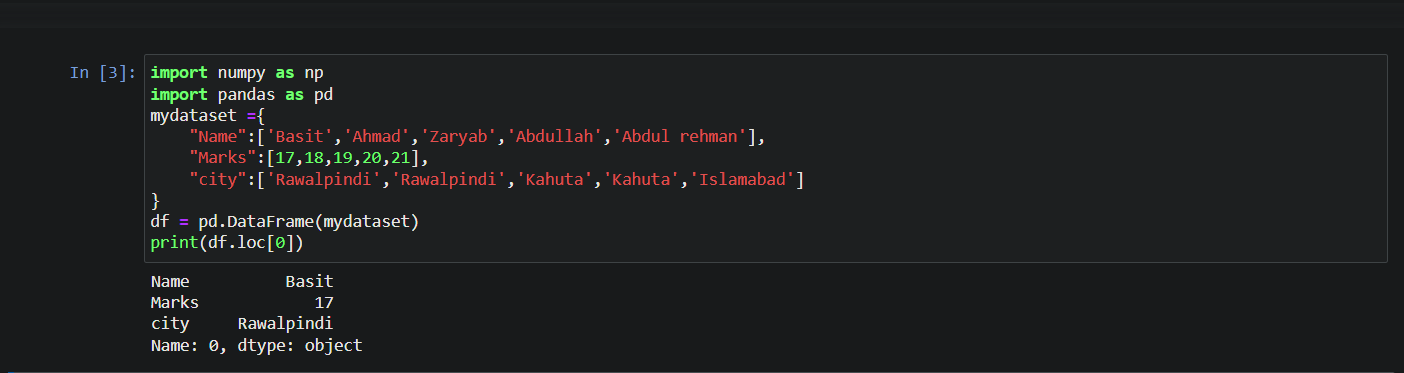 In [3]:
import numpy as np
import pandas as pd
mydataset ={
    "Name":['Basit','Ahmad','Zaryab','Abdullah','Abdul rehman'],
    "Marks":[17,18,19,20,21],
    "city":['Rawalpindi','Rawalpindi','Kahuta','Kahuta','Islamabad']
}
df = pd.DataFrame(mydataset)
print(df.loc[0])
Name          Basit
Marks            17
city     Rawalpindi
Name: 0, dtype: object